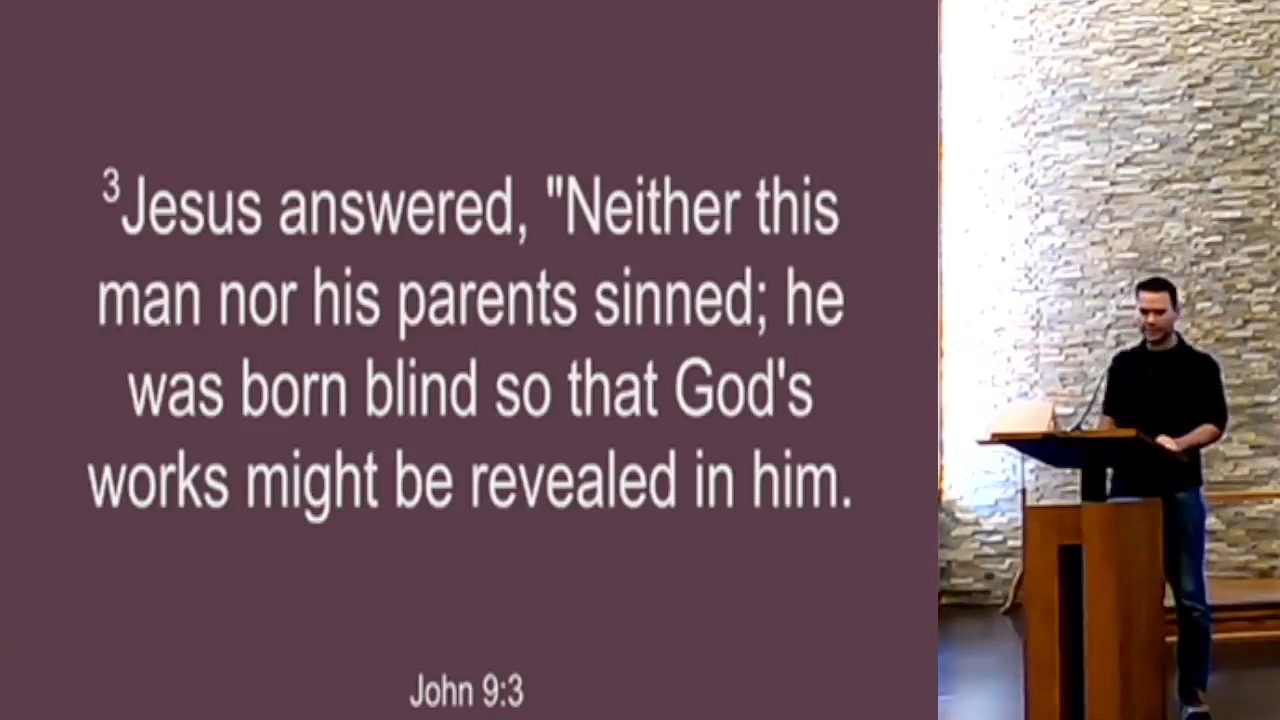 ³Jesus answered, "Neither this
man nor his parents sinned; he
was born blind so that God's
works might be revealed in him.
John 9:3